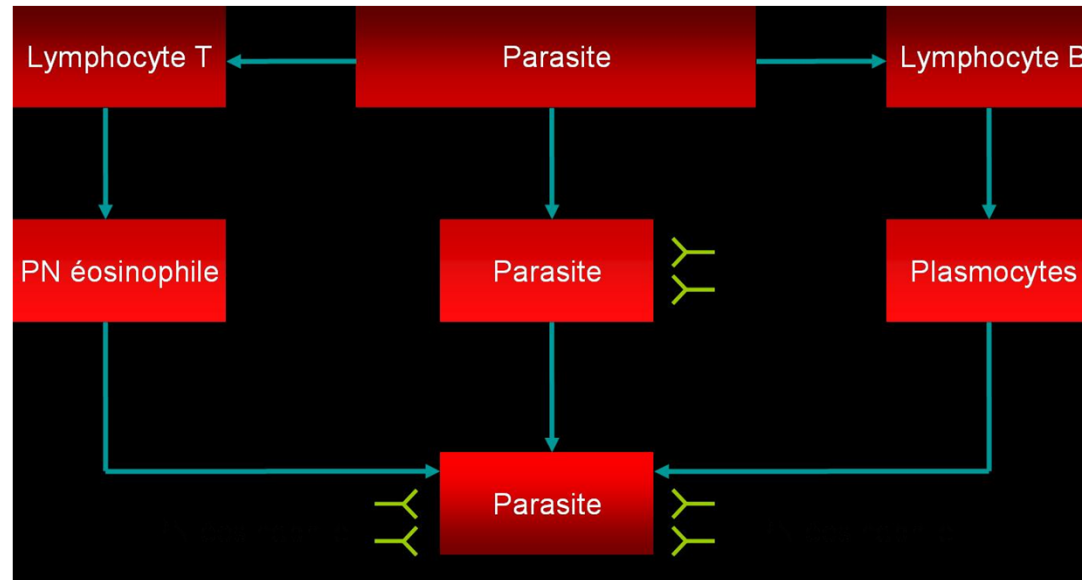 Lymphocyte T
Parasite
Lymphocyte B
PN éosinophile
Parasite
Plasmocytes
Parasite